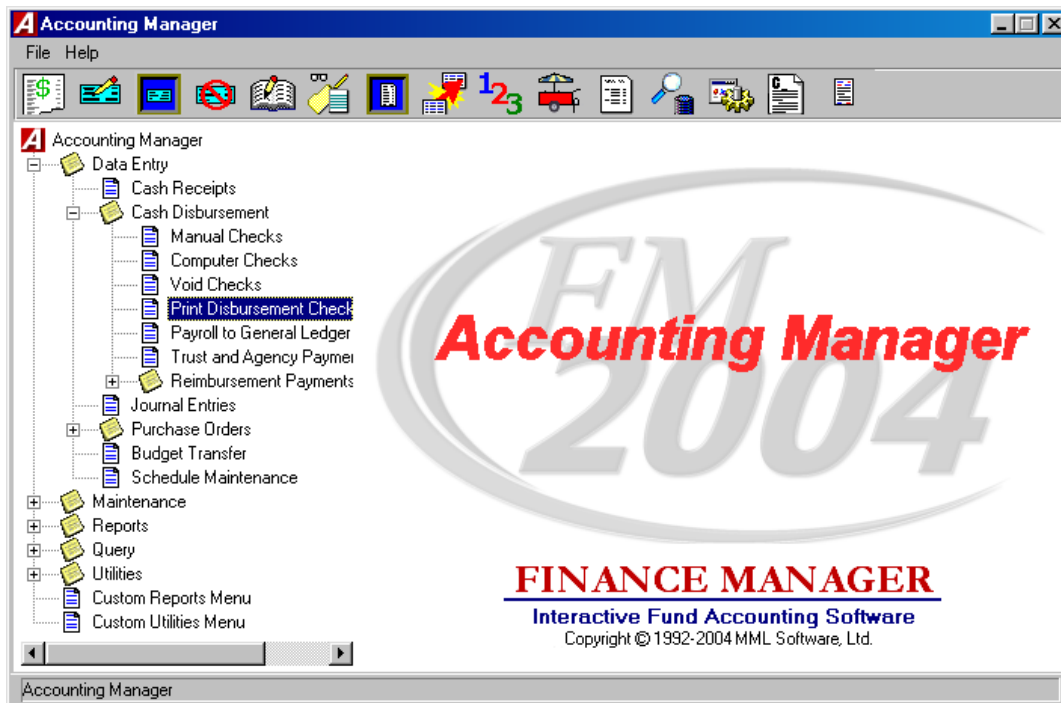 Accounting Manager
File Help
$
123
Accounting Manager
Data Entry
Cash Receipts
Cash Disbursement
Manual Checks
Computer Checks
Void Checks
Print Disbursement Check
Payroll to General Ledger
Trust and Agency Paymei
Reimbursement Payments
Journal Entries
Purchase Orders
Budget Transfer
Schedule Maintenance
Maintenance
Reports
Query
Utilities
Custom Reports Menu
Custom Utilities Menu
FM
Accounting Manager
2004
FINANCE MANAGER
Interactive Fund Accounting Software
Copyright © 1992-2004 MML Software, Ltd.
Accounting Manager